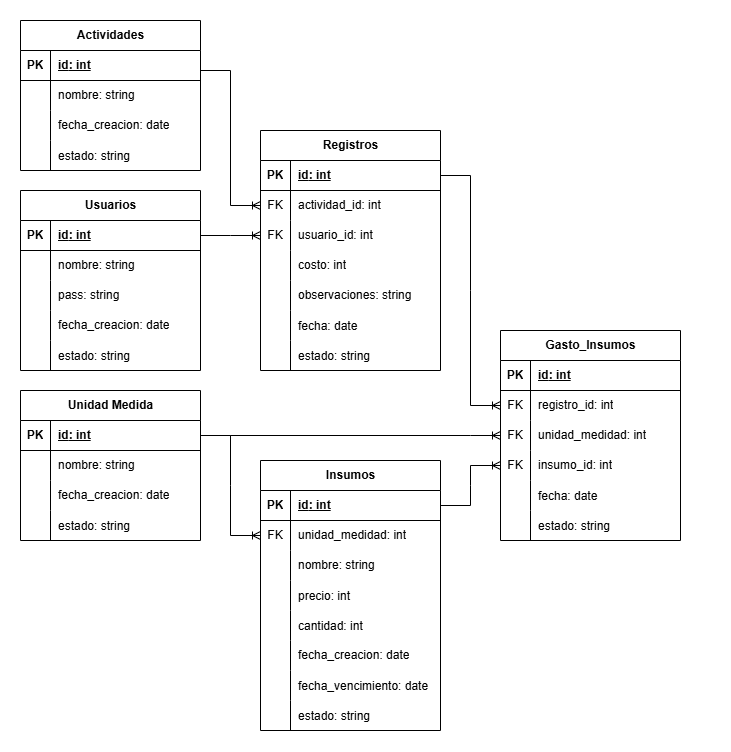 Actividades
PK id: int
nombre: string
fecha_creacion: date
estado: string
Usuarios
PK id: int
nombre: string
pass: string
fecha_creacion: date
estado: string
Unidad Medida
PK id: int
nombre: string
fecha_creacion: date
estado: string
Registros
PK id: int
FK actividad_id: int
FK usuario_id: int
costo: int
observaciones: string
fecha: date
estado: string
Insumos
PK id: int
FK unidad_medidad: int
nombre: string
precio: int
cantidad: int
fecha_creacion: date
fecha_vencimiento: date
estado: string
Gasto_Insumos
PK id: int
FK registro_id: int
FK unidad_medidad: int
FK insumo_id: int
fecha: date
estado: string